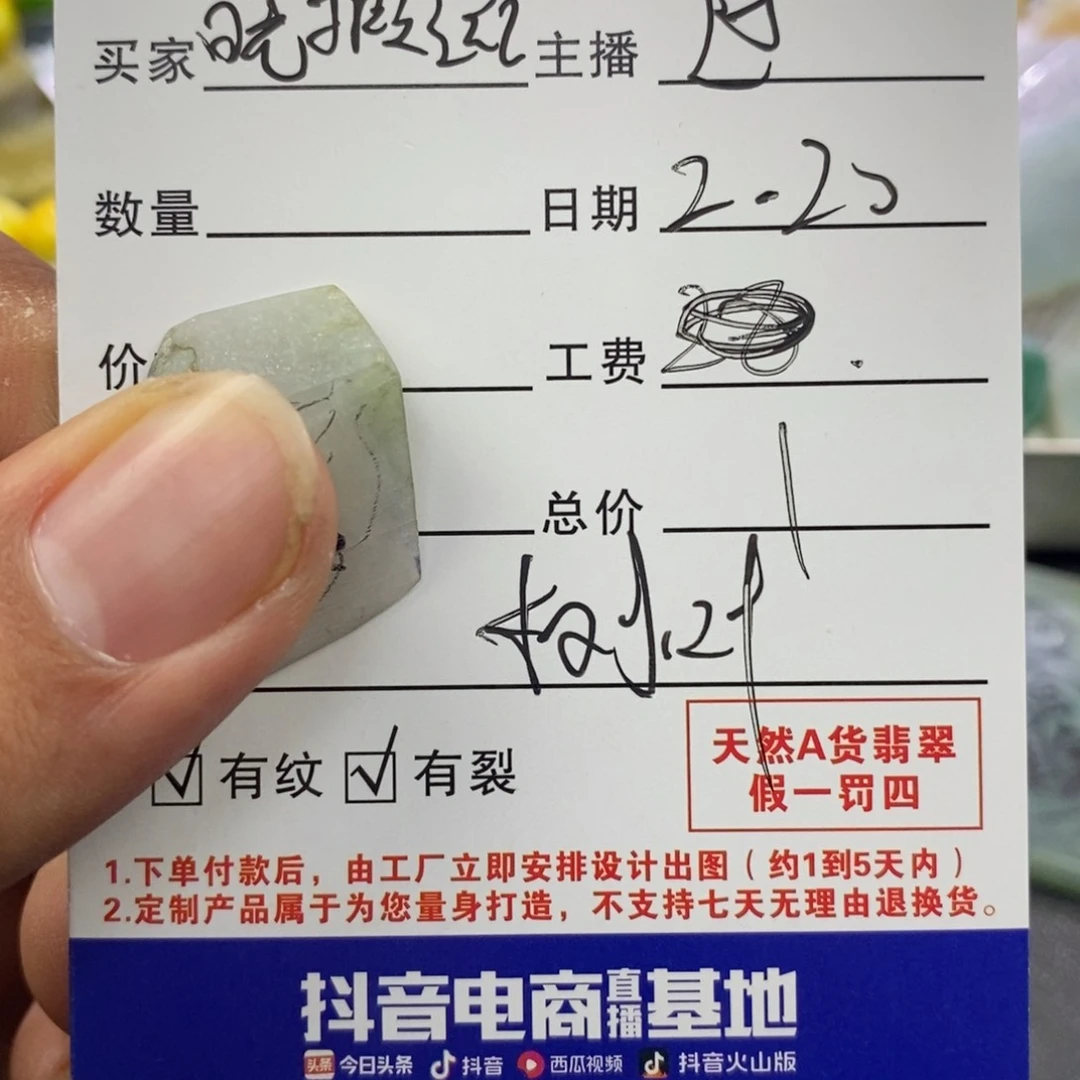 买家 主播
数量 日期 2.20
价 工费
总价
有纹 有裂
天然A货翡翠
假一罚四
1.下单付款后，由工厂立即安排设计出图（约1到5天内）
2.定制产品属于为您量身打造，不支持七天无理由退换货。
抖音电商直播基地
头条 今日头条 抖音 西瓜视频 抖音火山版